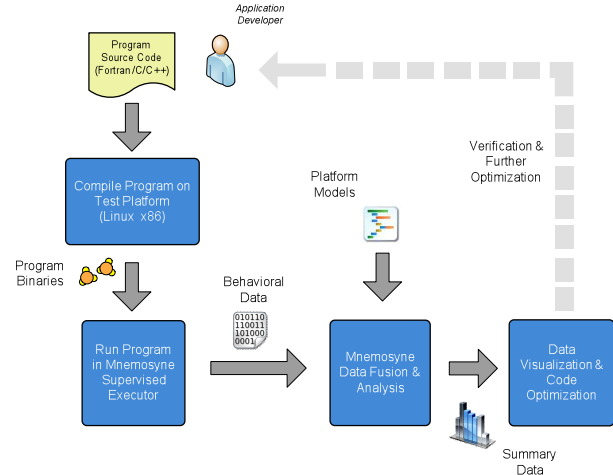 Application
Developer
Program
Source Code
(Fortran/C/C++)
Verification &
Further
Optimization
Compile Program on
Test Platform
(Linux x86)
Platform
Models
Program
Binaries
Behavioral
Data
010110
110011
101000
0001
Run Program
in Mnemosyne
Supervised
Executor
Mnemosyne
Data Fusion &
Analysis
Data
Visualization &
Code
Optimization
Summary
Data